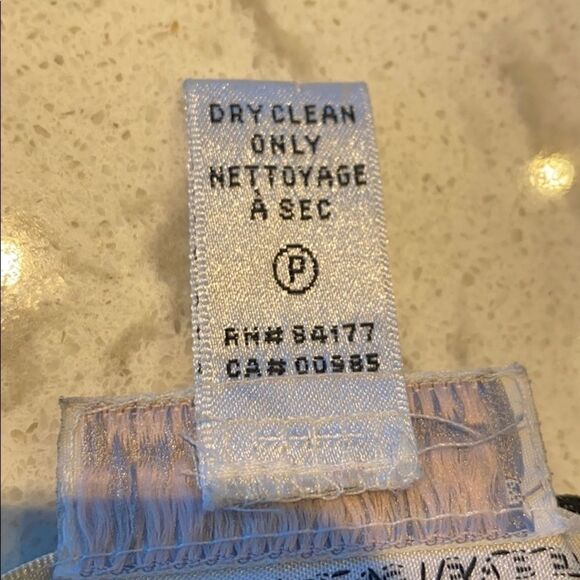 DRY CLEAN
ONLY
NETTOYAGE
À SEC
P
RN# 84177
CA# 00985